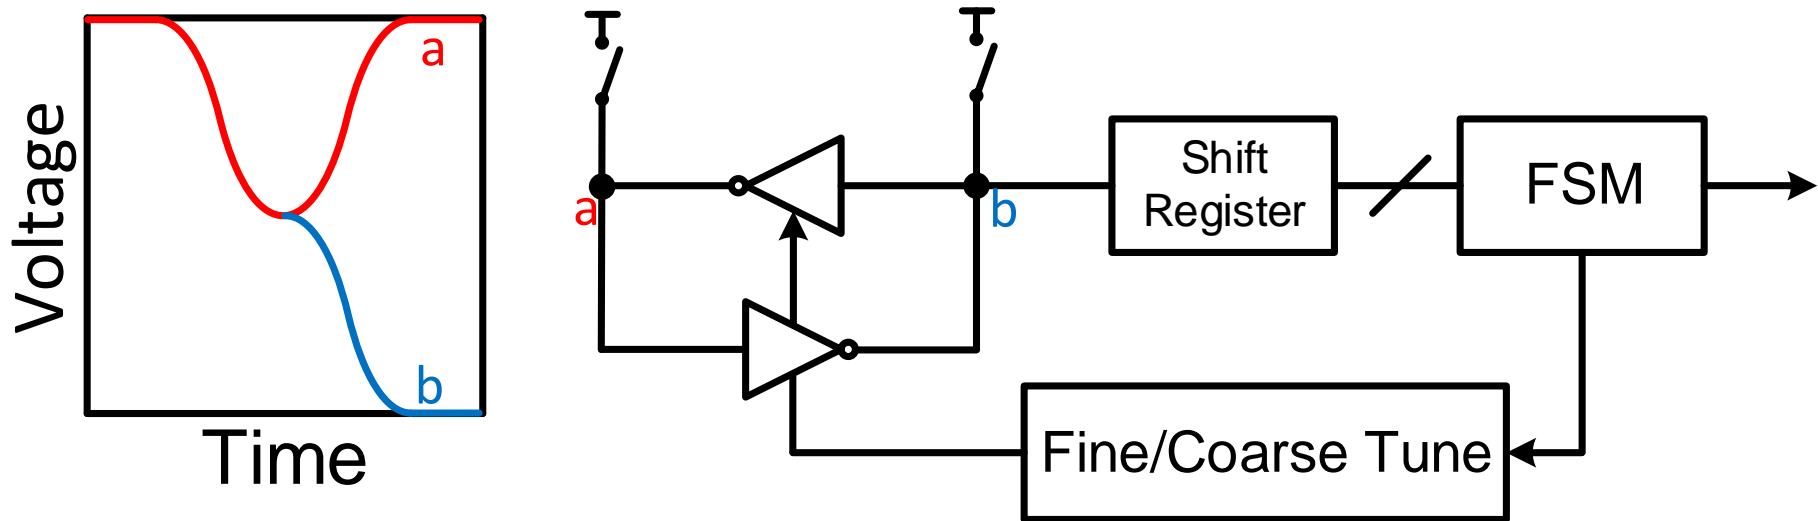 Voltage
a
b
Time
a
b
Shift
Register
FSM
Fine/Coarse Tune